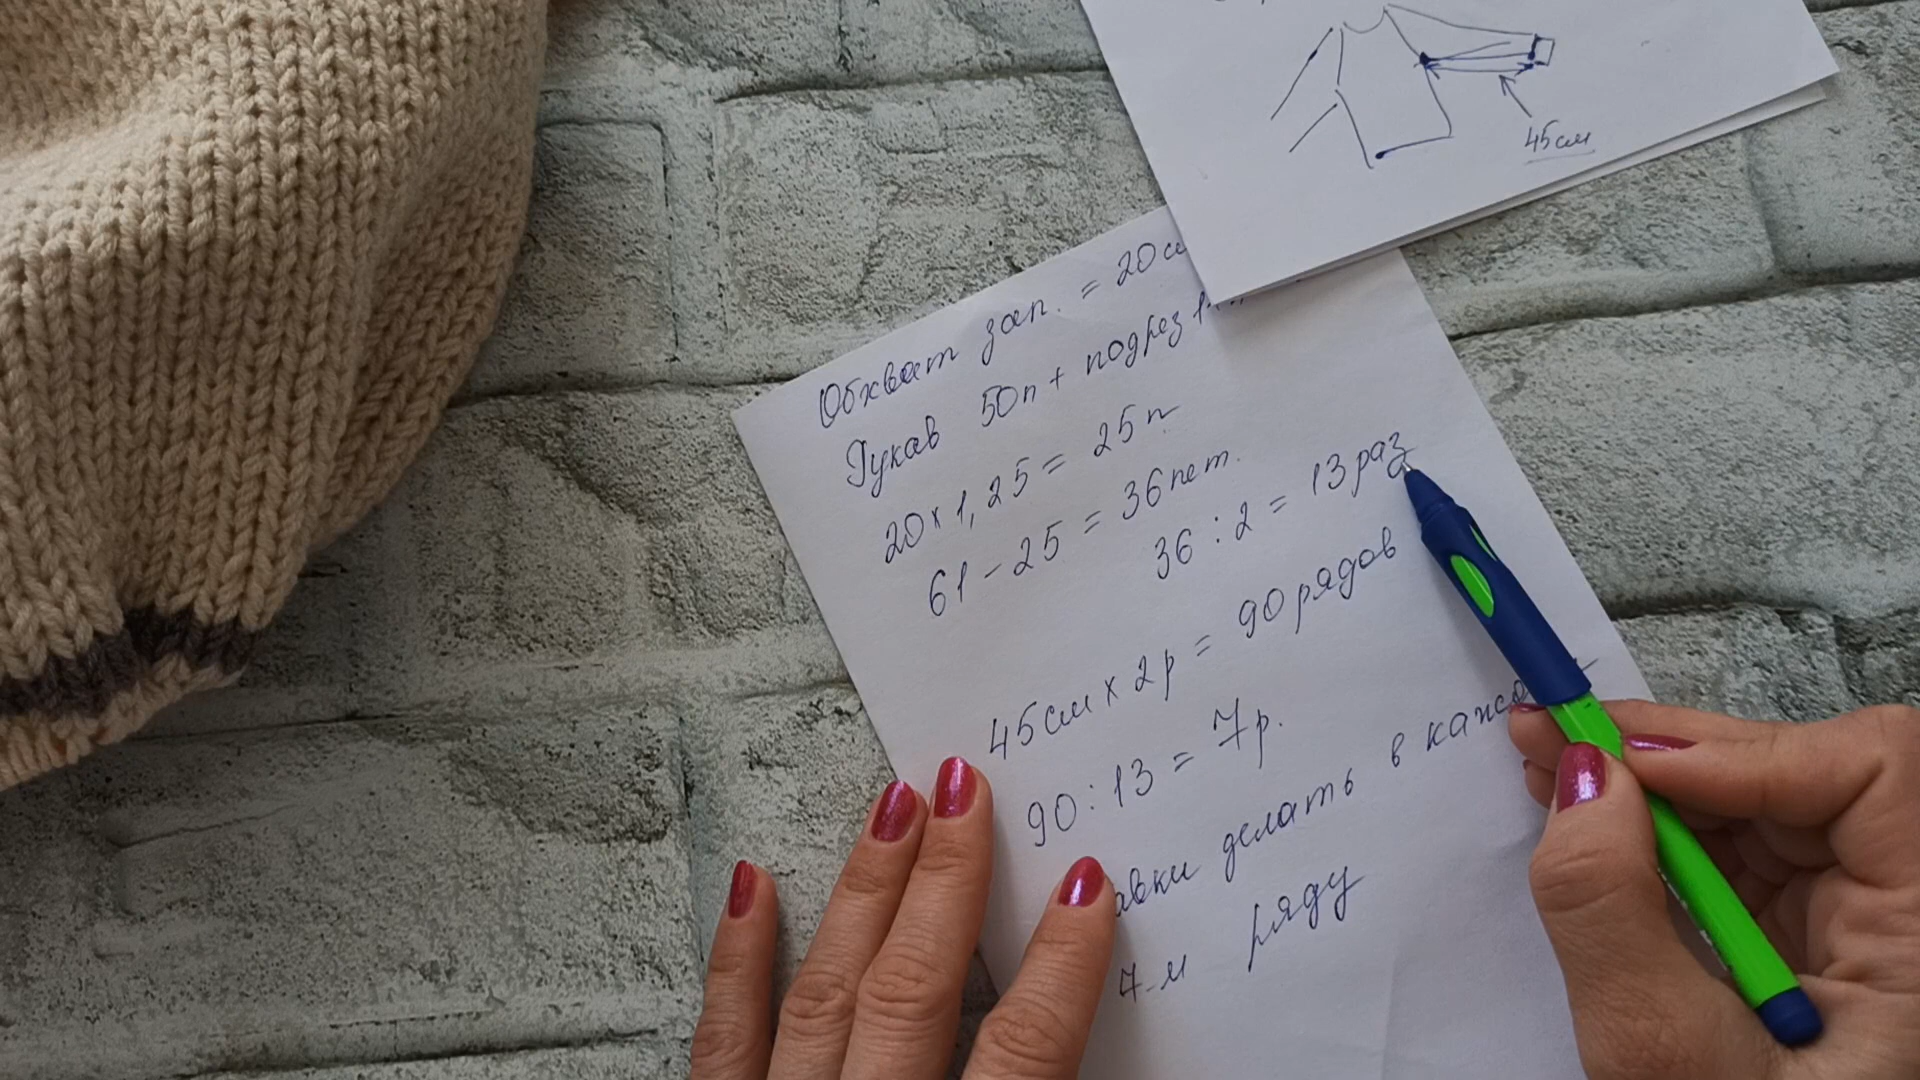 45см
Обхват зап. = 20с
Рукав 50п + подрез
20 x 1,25 = 25 п
61 - 25 = 36 пет.
36 : 2 = 13 раз
45см x 2р = 90 рядов
90 : 13 = 7р.
авки делать в каж
7-м ряду